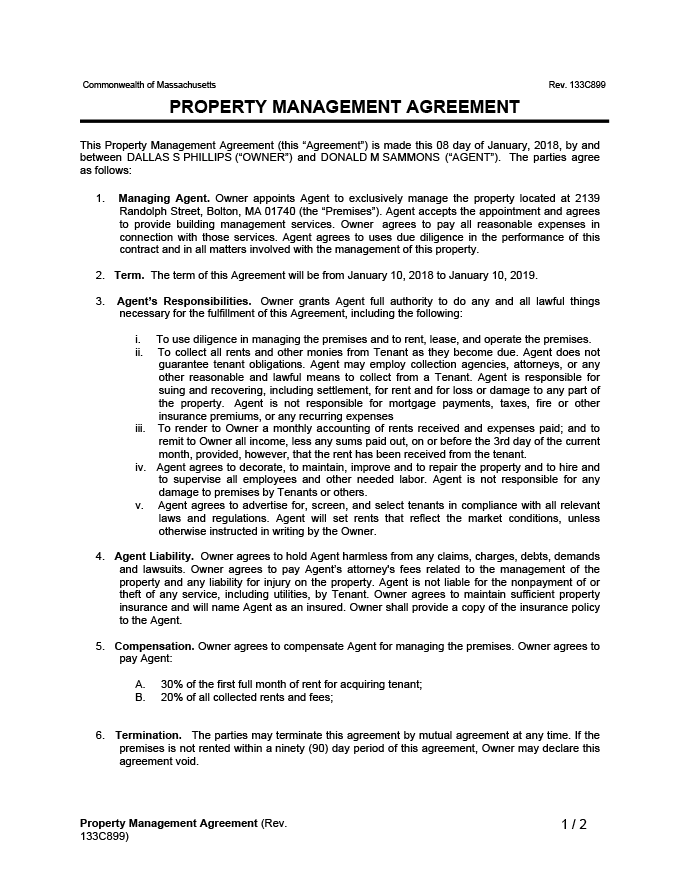 Commonwealth of Massachusetts Rev. 133C899
PROPERTY MANAGEMENT AGREEMENT
This Property Management Agreement (this “Agreement”) is made this 08 day of January, 2018, by and
between DALLAS S PHILLIPS (“OWNER”) and DONALD M SAMMONS (“AGENT”). The parties agree
as follows:
1. Managing Agent. Owner appoints Agent to exclusively manage the property located at 2139
Randolph Street, Bolton, MA 01740 (the “Premises”). Agent accepts the appointment and agrees
to provide building management services. Owner agrees to pay all reasonable expenses in
connection with those services. Agent agrees to uses due diligence in the performance of this
contract and in all matters involved with the management of this property.
2. Term. The term of this Agreement will be from January 10, 2018 to January 10, 2019.
3. Agent’s Responsibilities. Owner grants Agent full authority to do any and all lawful things
necessary for the fulfillment of this Agreement, including the following:
i. To use diligence in managing the premises and to rent, lease, and operate the premises.
ii. To collect all rents and other monies from Tenant as they become due. Agent does not
guarantee tenant obligations. Agent may employ collection agencies, attorneys, or any
other reasonable and lawful means to collect from a Tenant. Agent is responsible for
suing and recovering, including settlement, for rent and for loss or damage to any part of
the property. Agent is not responsible for mortgage payments, taxes, fire or other
insurance premiums, or any recurring expenses
iii. To render to Owner a monthly accounting of rents received and expenses paid; and to
remit to Owner all income, less any sums paid out, on or before the 3rd day of the current
month, provided, however, that the rent has been received from the tenant.
iv. Agent agrees to decorate, to maintain, improve and to repair the property and to hire and
to supervise all employees and other needed labor. Agent is not responsible for any
damage to premises by Tenants or others.
v. Agent agrees to advertise for, screen, and select tenants in compliance with all relevant
laws and regulations. Agent will set rents that reflect the market conditions, unless
otherwise instructed in writing by the Owner.
4. Agent Liability. Owner agrees to hold Agent harmless from any claims, charges, debts, demands
and lawsuits. Owner agrees to pay Agent’s attorney's fees related to the management of the
property and any liability for injury on the property. Agent is not liable for the nonpayment of or
theft of any service, including utilities, by Tenant. Owner agrees to maintain sufficient property
insurance and will name Agent as an insured. Owner shall provide a copy of the insurance policy
to the Agent.
5. Compensation. Owner agrees to compensate Agent for managing the premises. Owner agrees to
pay Agent:
A. 30% of the first full month of rent for acquiring tenant;
B. 20% of all collected rents and fees;
6. Termination. The parties may terminate this agreement by mutual agreement at any time. If the
premises is not rented within a ninety (90) day period of this agreement, Owner may declare this
agreement void.
Property Management Agreement (Rev. 1 / 2
133C899)